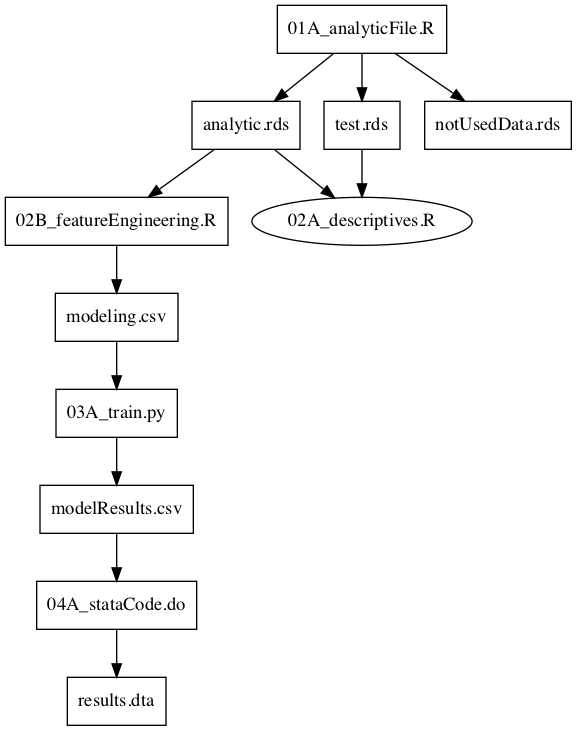 01A_analyticFile.R
analytic.rds
test.rds
notUsedData.rds
02B_featureEngineering.R
02A_descriptives.R
modeling.csv
03A_train.py
modelResults.csv
04A_stataCode.do
results.dta